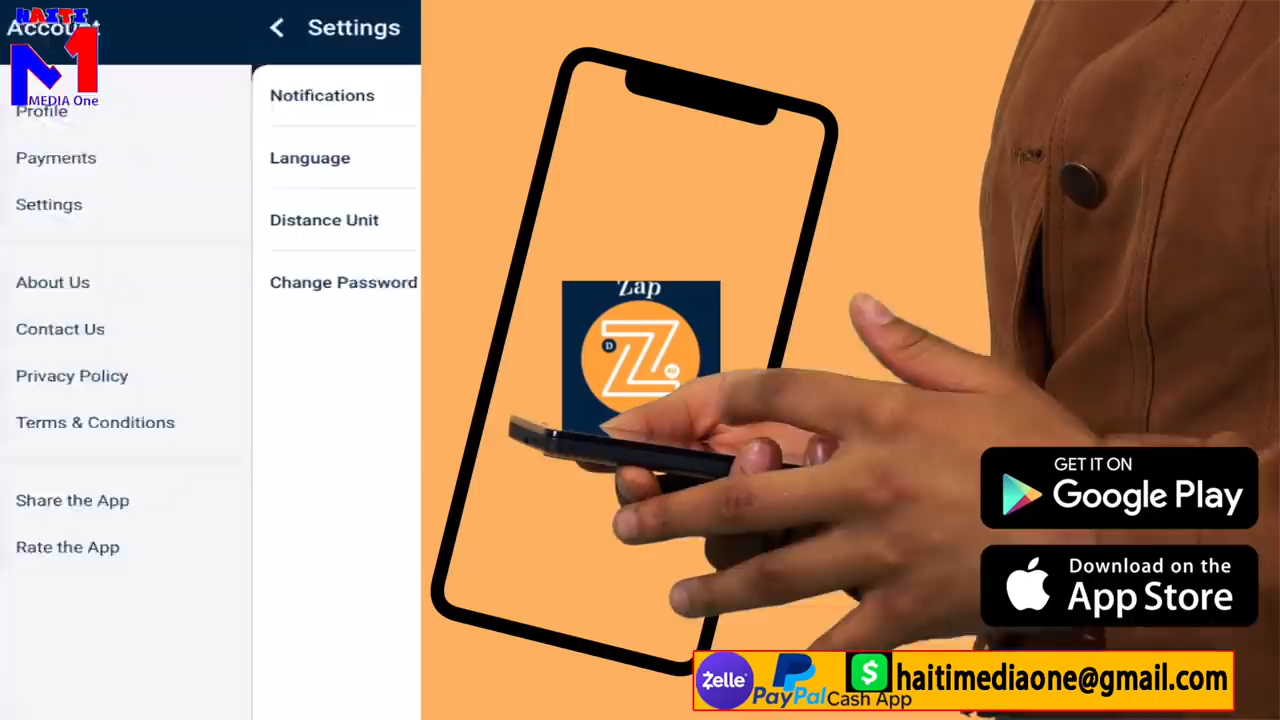 HAITI
M1
MEDIA One
Account
Profile
Payments
Settings
About Us
Contact Us
Privacy Policy
Terms & Conditions
Share the App
Rate the App
Settings
Notifications
Language
Distance Unit
Change Password
Zap
D
Z
GET IT ON
Google Play
Download on the
App Store
Zelle
PayPal
$
Cash App
haitimediaone@gmail.com